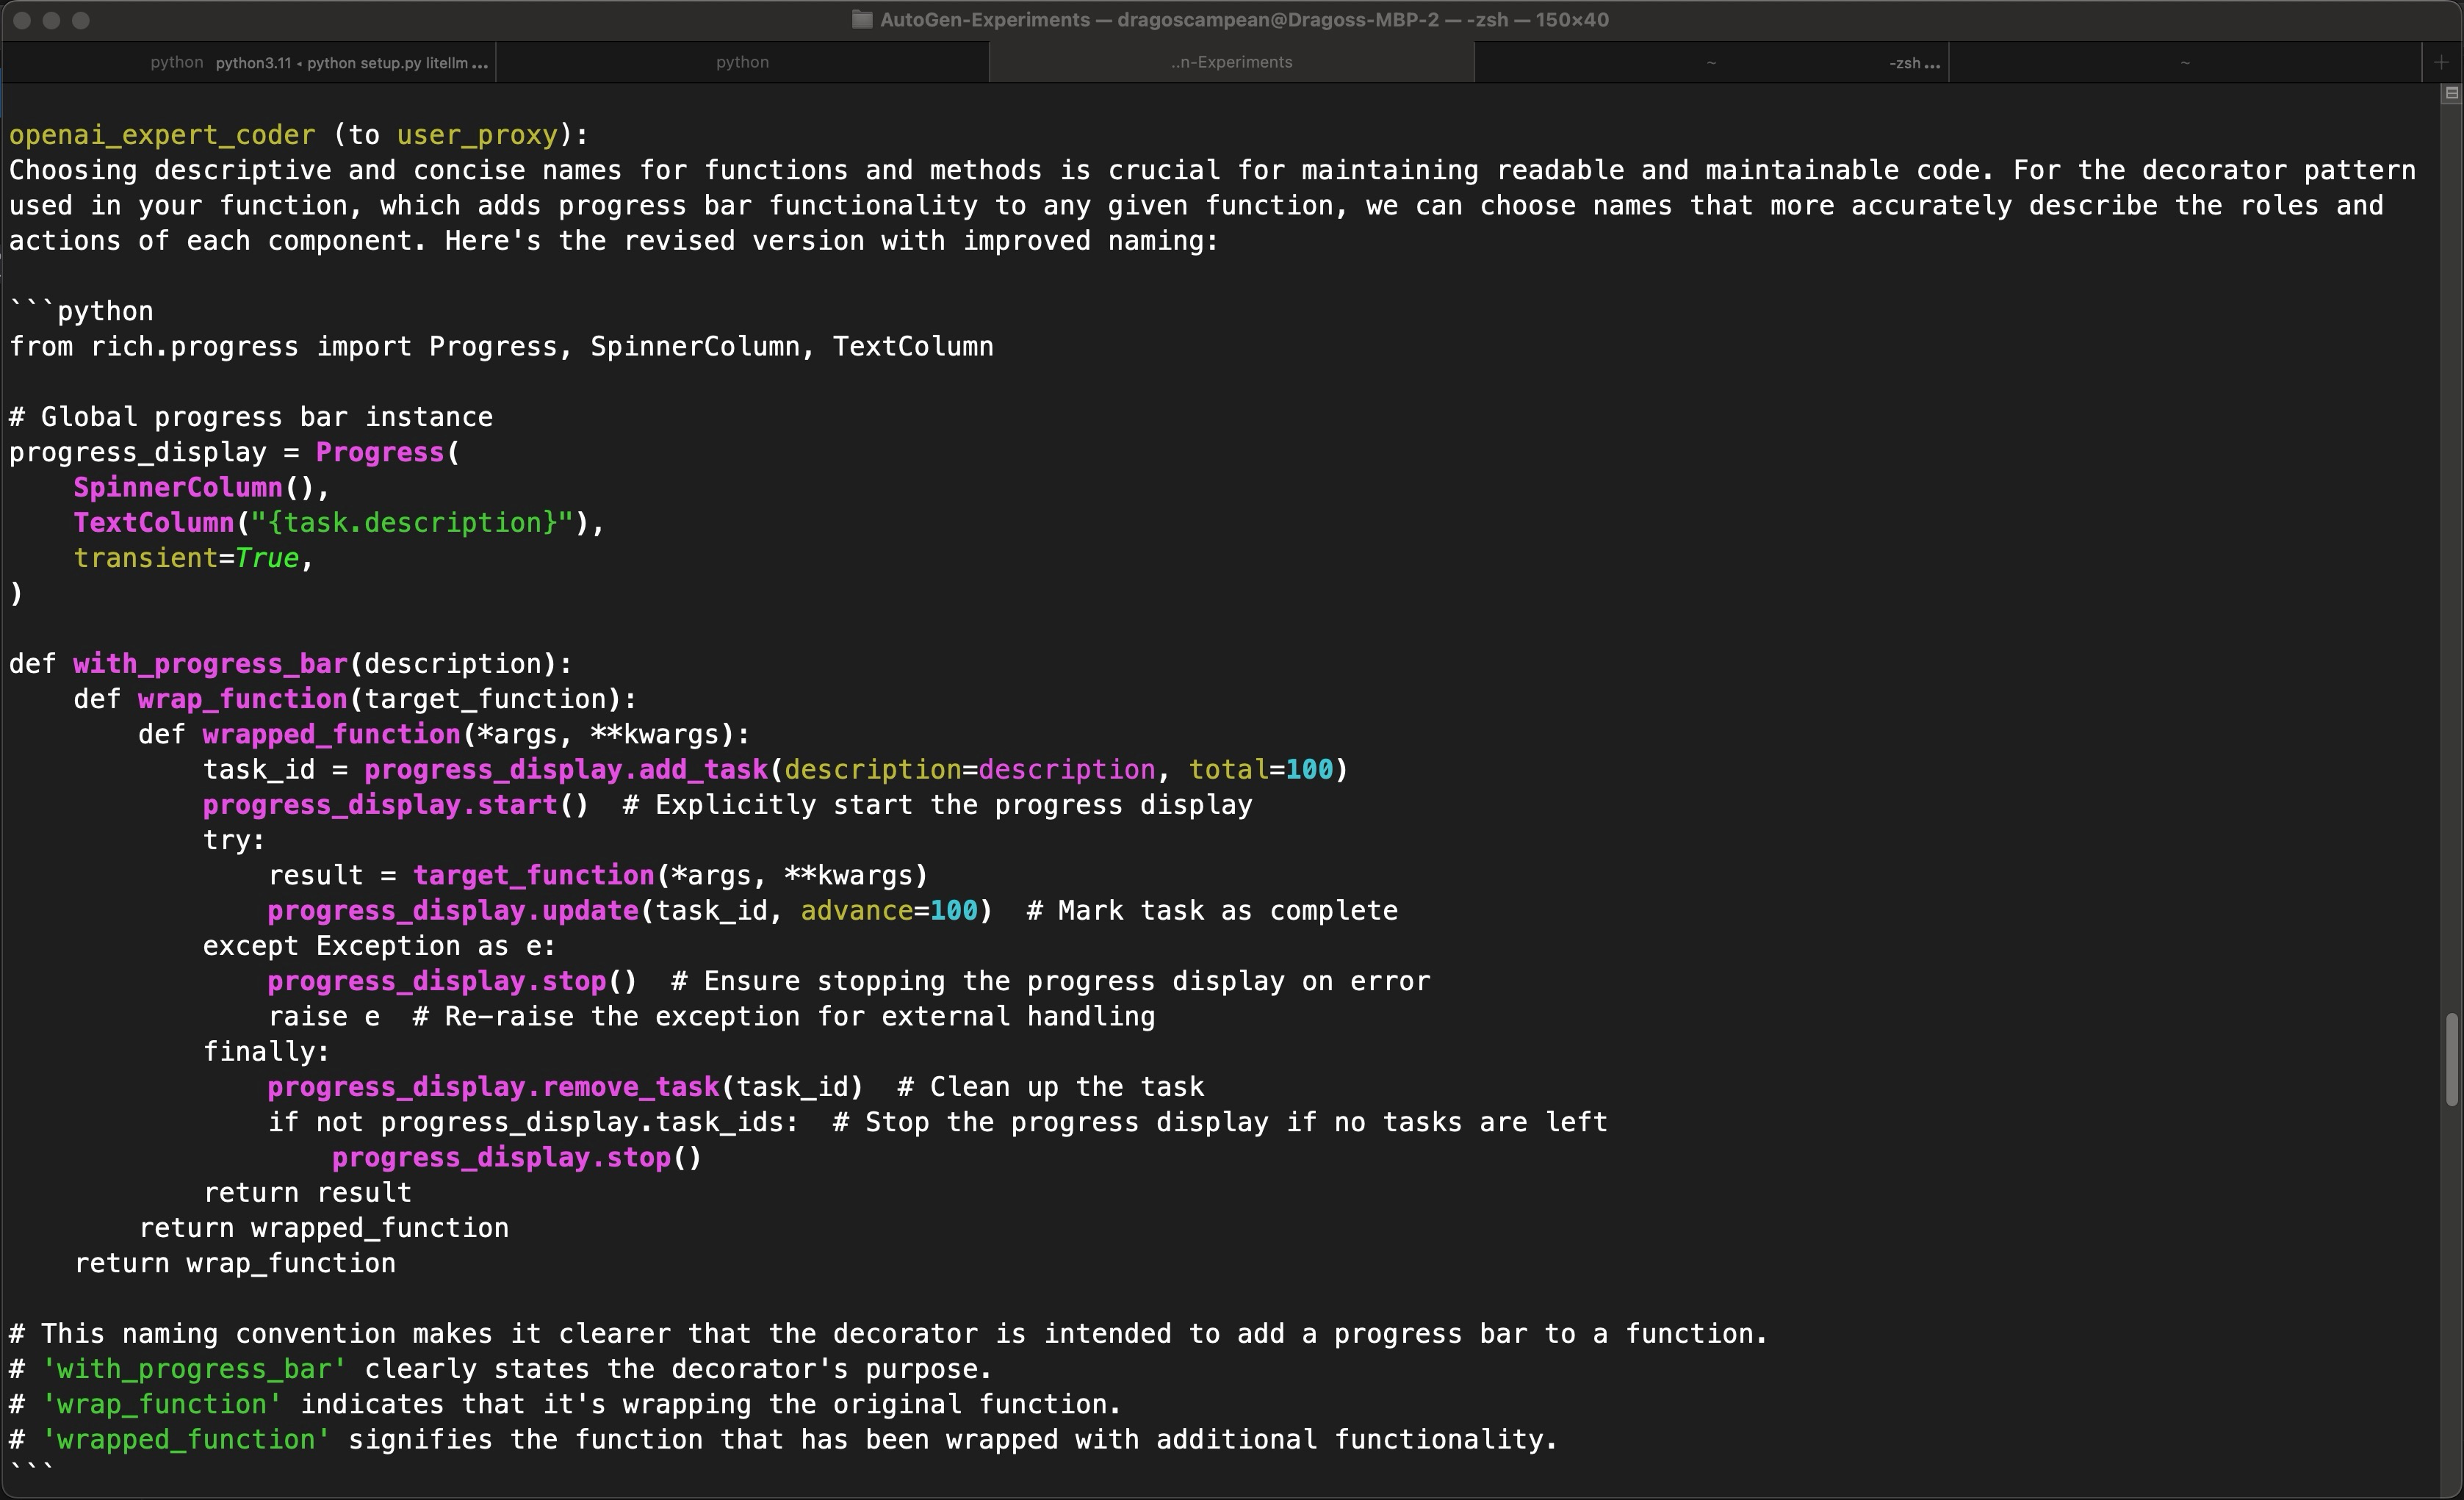 AutoGen-Experiments — dragoscampean@Dragoss-MBP-2 — -zsh — 150×40
python python3.11 ◂ python setup.py litellm ... python ..n-Experiments ~ -zsh ... ~ +
openai_expert_coder (to user_proxy):
Choosing descriptive and concise names for functions and methods is crucial for maintaining readable and maintainable code. For the decorator pattern
used in your function, which adds progress bar functionality to any given function, we can choose names that more accurately describe the roles and
actions of each component. Here's the revised version with improved naming:
```python
from rich.progress import Progress, SpinnerColumn, TextColumn
# Global progress bar instance
progress_display = Progress(
    SpinnerColumn(),
    TextColumn("{task.description}"),
    transient=True,
)
def with_progress_bar(description):
    def wrap_function(target_function):
        def wrapped_function(*args, **kwargs):
            task_id = progress_display.add_task(description=description, total=100)
            progress_display.start()  # Explicitly start the progress display
            try:
                result = target_function(*args, **kwargs)
                progress_display.update(task_id, advance=100)  # Mark task as complete
            except Exception as e:
                progress_display.stop()  # Ensure stopping the progress display on error
                raise e  # Re-raise the exception for external handling
            finally:
                progress_display.remove_task(task_id)  # Clean up the task
                if not progress_display.task_ids:  # Stop the progress display if no tasks are left
                    progress_display.stop()
            return result
        return wrapped_function
    return wrap_function
# This naming convention makes it clearer that the decorator is intended to add a progress bar to a function.
# 'with_progress_bar' clearly states the decorator's purpose.
# 'wrap_function' indicates that it's wrapping the original function.
# 'wrapped_function' signifies the function that has been wrapped with additional functionality.
```